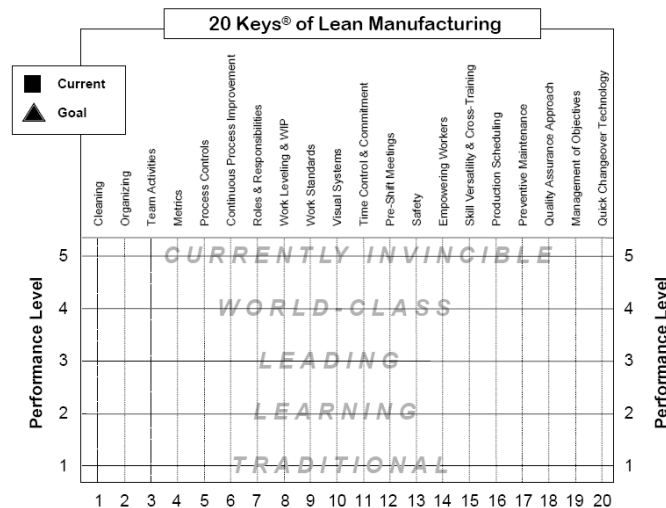 20 Keys® of Lean Manufacturing
Current
Goal
Cleaning
Organizing
Team Activities
Metrics
Process Controls
Continuous Process Improvement
Roles & Responsibilities
Work Leveling & WIP
Work Standards
Visual Systems
Time Control & Commitment
Pre-Shift Meetings
Safety
Empowering Workers
Skill Versatility & Cross-Training
Production Scheduling
Preventive Maintenance
Quality Assurance Approach
Management of Objectives
Quick Changeover Technology
Performance Level
5 CURRENTLY INVINCIBLE 5
4 WORLD-CLASS 4
3 LEADING 3
2 LEARNING 2
1 TRADITIONAL 1
Performance Level
1 2 3 4 5 6 7 8 9 10 11 12 13 14 15 16 17 18 19 20